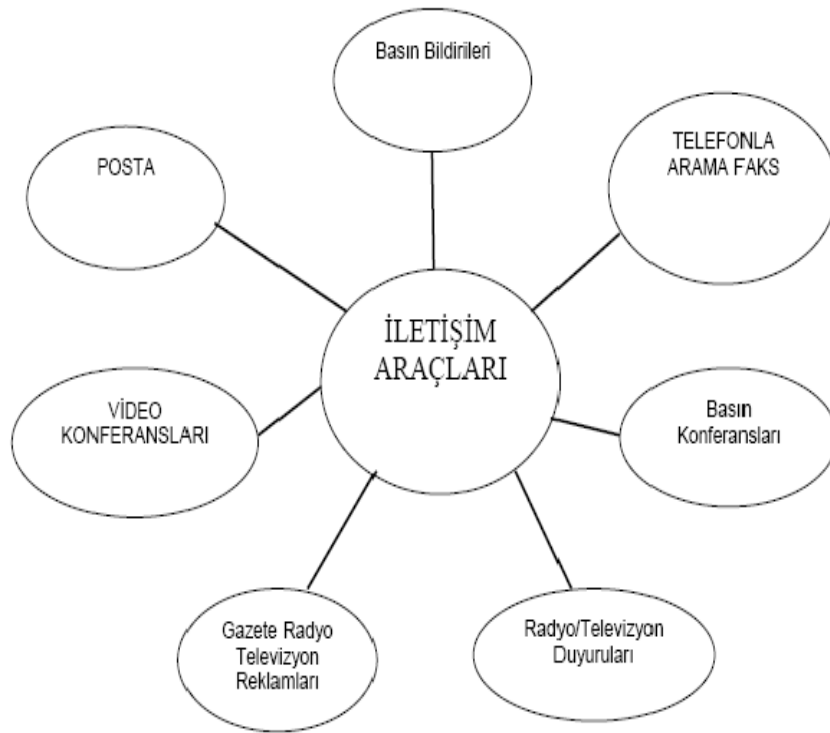 Basın Bildirileri
POSTA
TELEFONLA
ARAMA FAKS
İLETİŞİM
ARAÇLARI
VİDEO
KONFERANSLARI
Basın
Konferansları
Gazete Radyo
Televizyon
Reklamları
Radyo/Televizyon
Duyuruları